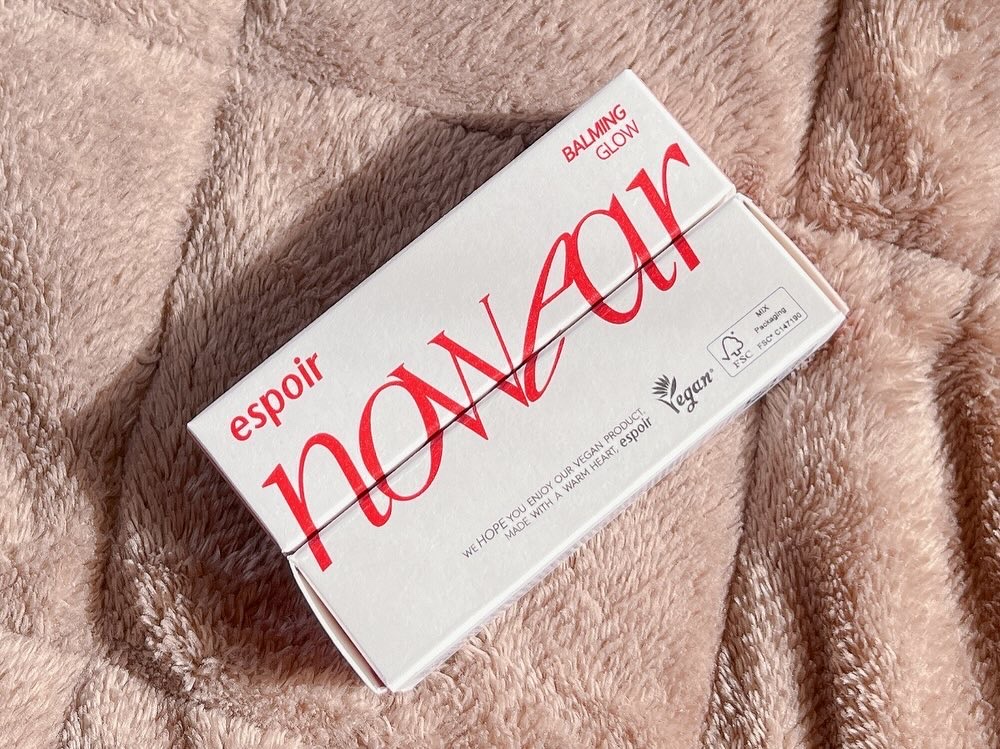 BALMING
GLOW
espoir
nowear
WE HOPE YOU ENJOY OUR VEGAN PRODUCT.
MADE WITH A WARM HEART, espoir
Vegan®
FSC
MIX
Packaging
FSC® C147190